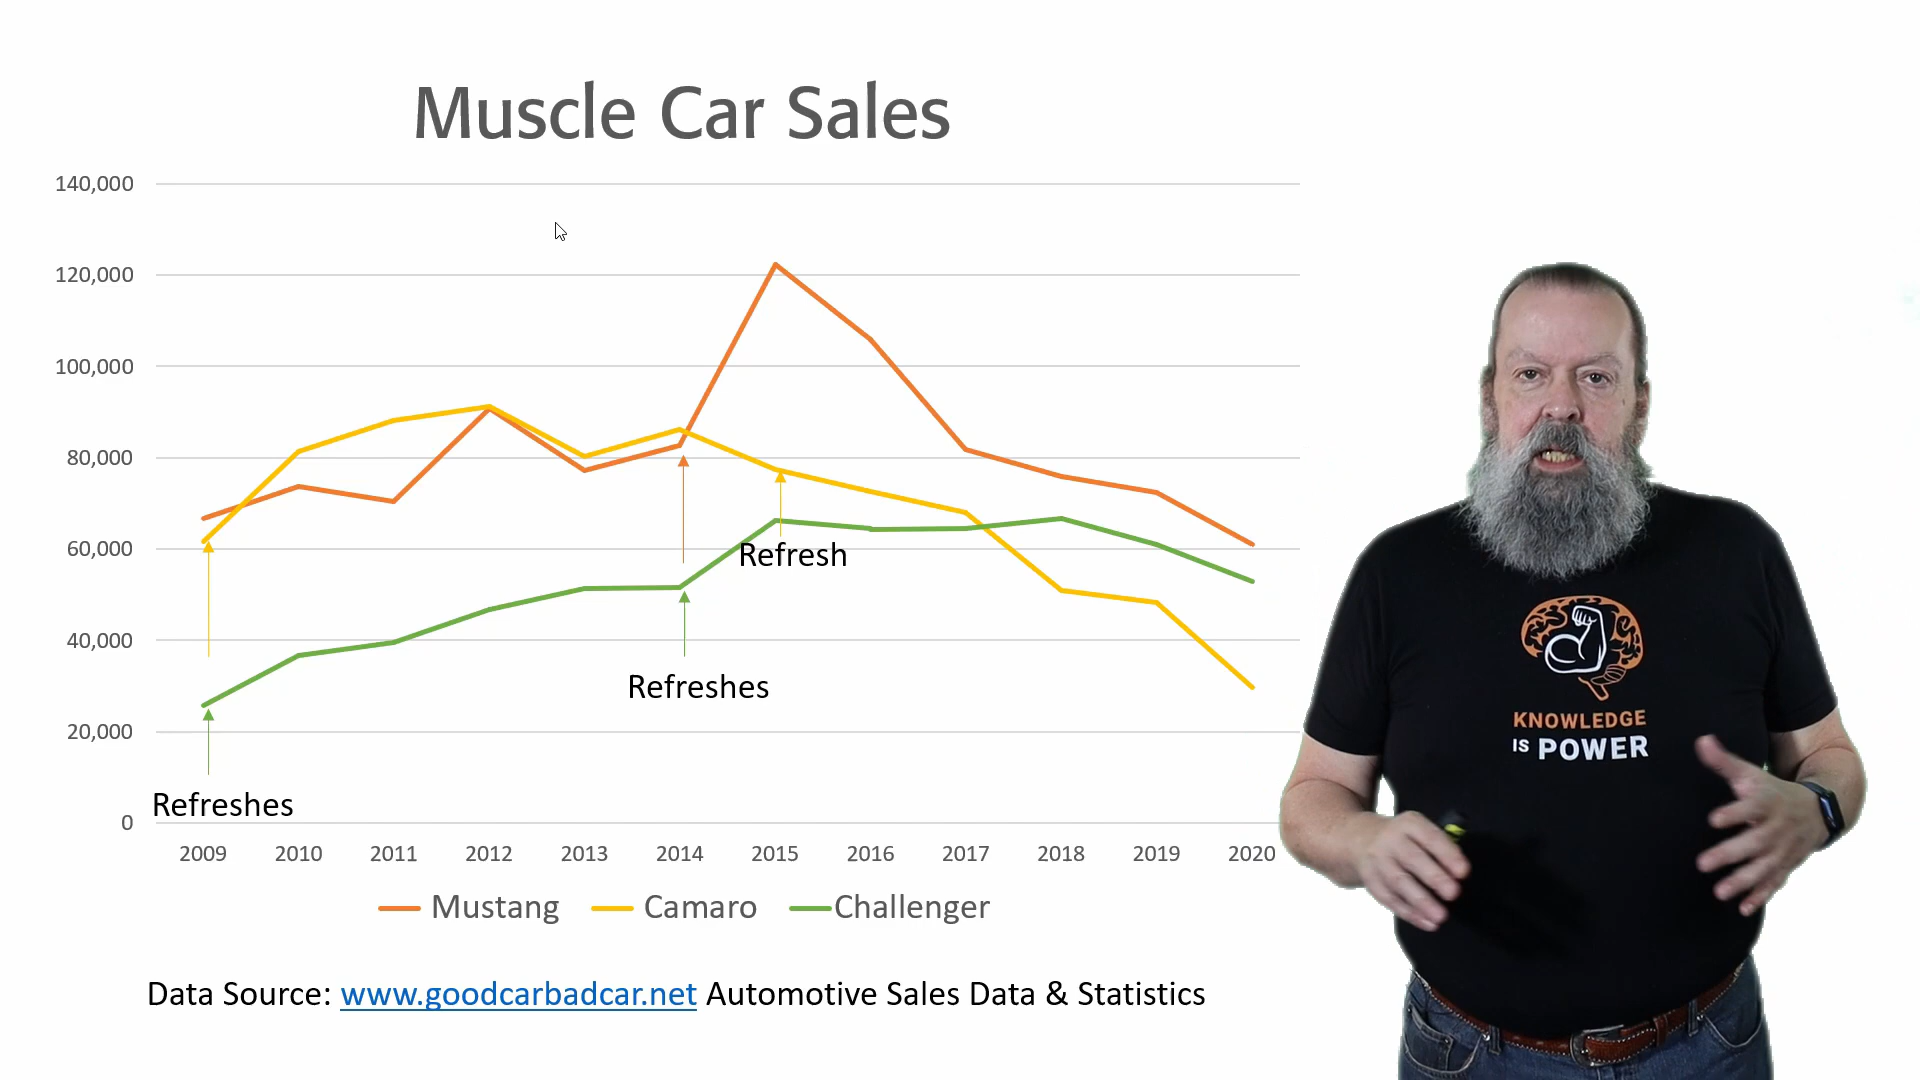 Muscle Car Sales
140,000
120,000
100,000
80,000
60,000
40,000
20,000
0
Refresh
Refreshes
Refreshes
2009 2010 2011 2012 2013 2014 2015 2016 2017 2018 2019 2020
Mustang Camaro Challenger
Data Source: www.goodcarbadcar.net Automotive Sales Data & Statistics
KNOWLEDGE
IS POWER